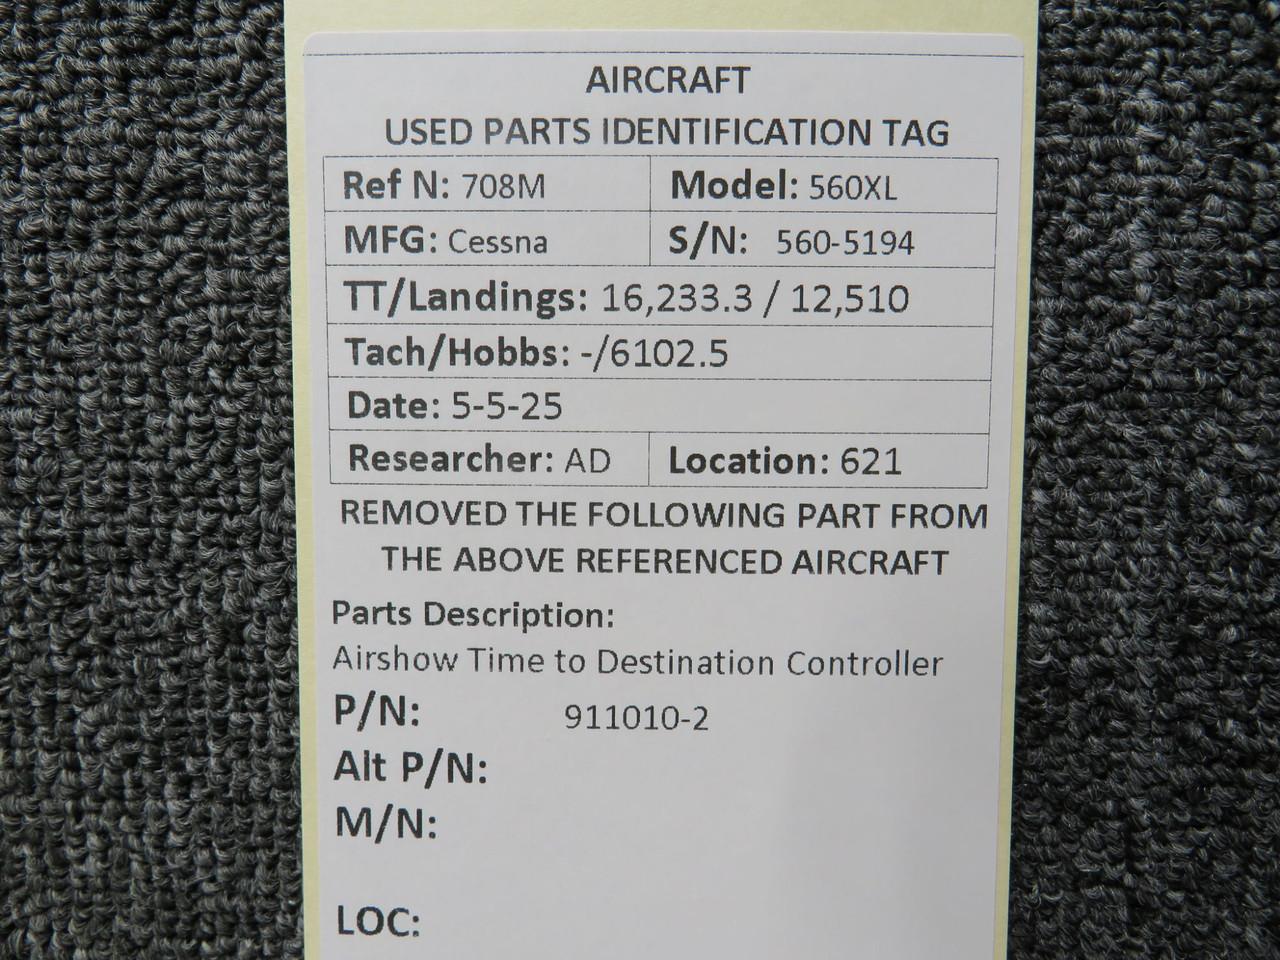 AIRCRAFT
USED PARTS IDENTIFICATION TAG
Ref N: 708M Model: 560XL
MFG: Cessna S/N: 560-5194
TT/Landings: 16,233.3 / 12,510
Tach/Hobbs: -/6102.5
Date: 5-5-25
Researcher: AD Location: 621
REMOVED THE FOLLOWING PART FROM
THE ABOVE REFERENCED AIRCRAFT
Parts Description:
Airshow Time to Destination Controller
P/N: 911010-2
Alt P/N:
M/N:
LOC: